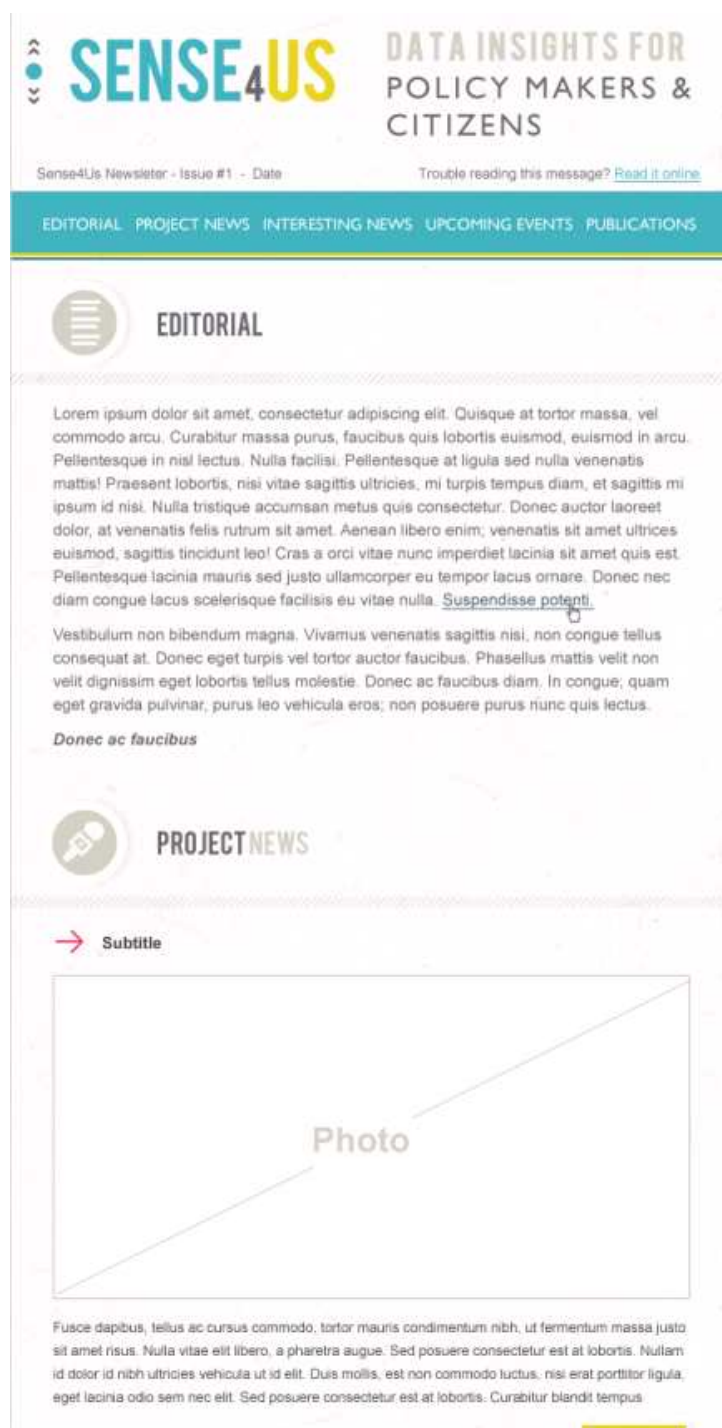 SENSE4US
DATA INSIGHTS FOR
POLICY MAKERS &
CITIZENS
Sense4Us Newsleter - Issue #1 - Date
Trouble reading this message? Read it online
EDITORIAL PROJECT NEWS INTERESTING NEWS UPCOMING EVENTS PUBLICATIONS
EDITORIAL
Lorem ipsum dolor sit amet, consectetur adipiscing elit. Quisque at tortor massa, vel
commodo arcu. Curabitur massa purus, faucibus quis lobortis euismod, euismod in arcu.
Pellentesque in nisl lectus. Nulla facilisi. Pellentesque at ligula sed nulla venenatis
mattis! Praesent lobortis, nisi vitae sagittis ultricies, mi turpis tempus diam, et sagittis mi
ipsum id nisi. Nulla tristique accumsan metus quis consectetur. Donec auctor laoreet
dolor, at venenatis felis rutrum sit amet. Aenean libero enim; venenatis sit amet ultrices
euismod, sagittis tincidunt leo! Cras a orci vitae nunc imperdiet lacinia sit amet quis est.
Pellentesque lacinia mauris sed justo ullamcorper eu tempor lacus ornare. Donec nec
diam congue lacus scelerisque facilisis eu vitae nulla. Suspendisse potenti.
Vestibulum non bibendum magna. Vivamus venenatis sagittis nisi, non congue tellus
consequat at. Donec eget turpis vel tortor auctor faucibus. Phasellus mattis velit non
velit dignissim eget lobortis tellus molestie. Donec ac faucibus diam. In congue; quam
eget gravida pulvinar, purus leo vehicula eros; non posuere purus nunc quis lectus.
Donec ac faucibus
PROJECT NEWS
Subtitle
Photo
Fusce dapibus, tellus ac cursus commodo, tortor mauris condimentum nibh, ut fermentum massa justo
sit amet risus. Nulla vitae elit libero, a pharetra augue. Sed posuere consectetur est at lobortis. Nullam
id dolor id nibh ultricies vehicula ut id elit. Duis mollis, est non commodo luctus, nisi erat porttitor ligula,
eget lacinia odio sem nec elit. Sed posuere consectetur est at lobortis. Curabitur blandit tempus